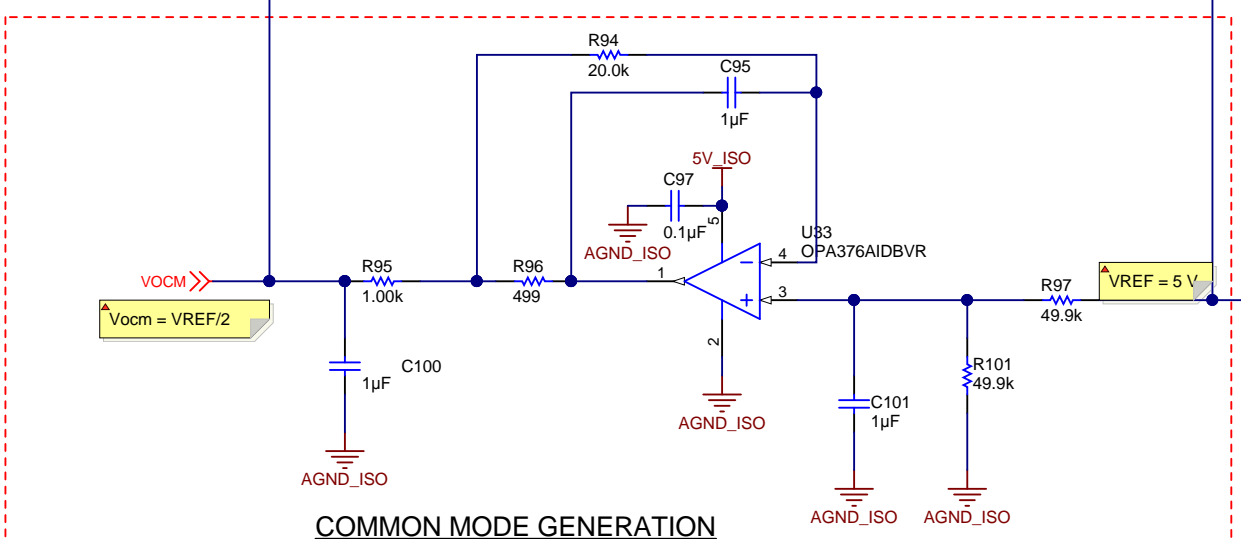 R94
20.0k
C95
1µF
5V_ISO
C97
0.1µF
5
AGND_ISO
U33
OPA376AIDBVR
4
3
1
2
VOCM
R95
1.00k
R96
499
Vocm = VREF/2
R97
49.9k
VREF = 5 V
C100
1µF
R101
49.9k
C101
1µF
AGND_ISO
AGND_ISO
AGND_ISO
AGND_ISO
COMMON MODE GENERATION